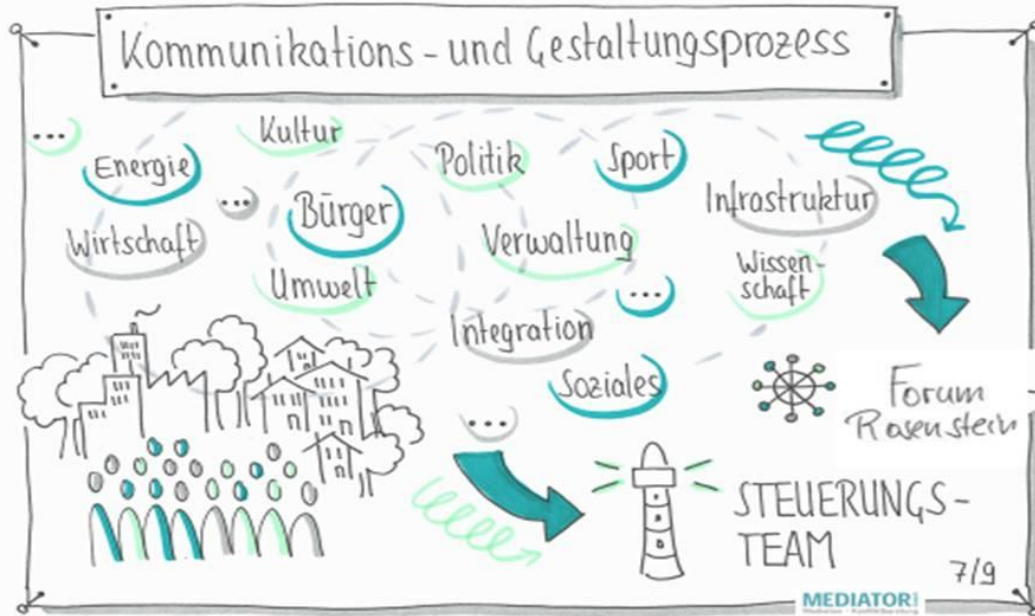 Kommunikations-und Gestaltungsprozess
...
Kultur
Energie
Politik
Sport
...
Bürger
Infrastruktur
Wirtschaft
Verwaltung
Umwelt
Wissen-
schaft
...
Integration
Soziales
...
Forum
Rosenstein
STEUERUNGS-
TEAM
7/9
MEDIATOR